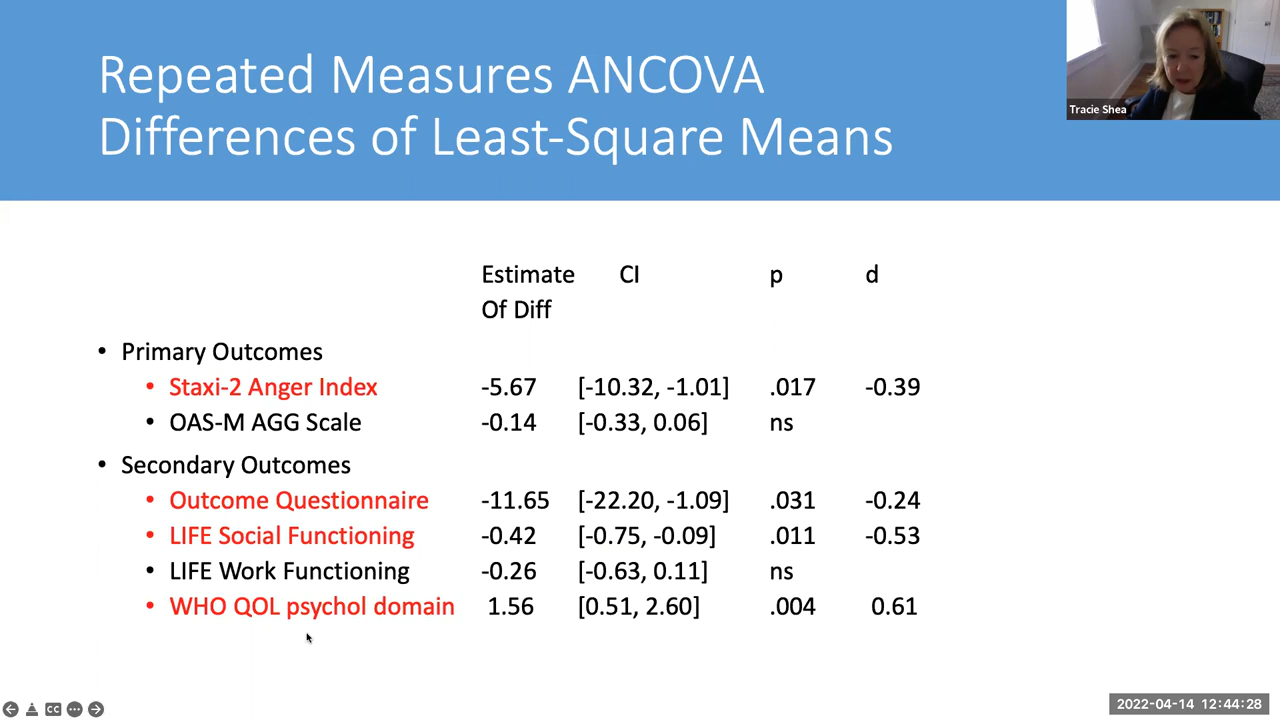 Repeated Measures ANCOVA
Differences of Least-Square Means
Tracie Shea
Estimate CI p d
Of Diff
• Primary Outcomes
• Staxi-2 Anger Index -5.67 [-10.32, -1.01] .017 -0.39
• OAS-M AGG Scale -0.14 [-0.33, 0.06] ns
• Secondary Outcomes
• Outcome Questionnaire -11.65 [-22.20, -1.09] .031 -0.24
• LIFE Social Functioning -0.42 [-0.75, -0.09] .011 -0.53
• LIFE Work Functioning -0.26 [-0.63, 0.11] ns
• WHO QOL psychol domain 1.56 [0.51, 2.60] .004 0.61
CC
2022-04-14 12:44:28